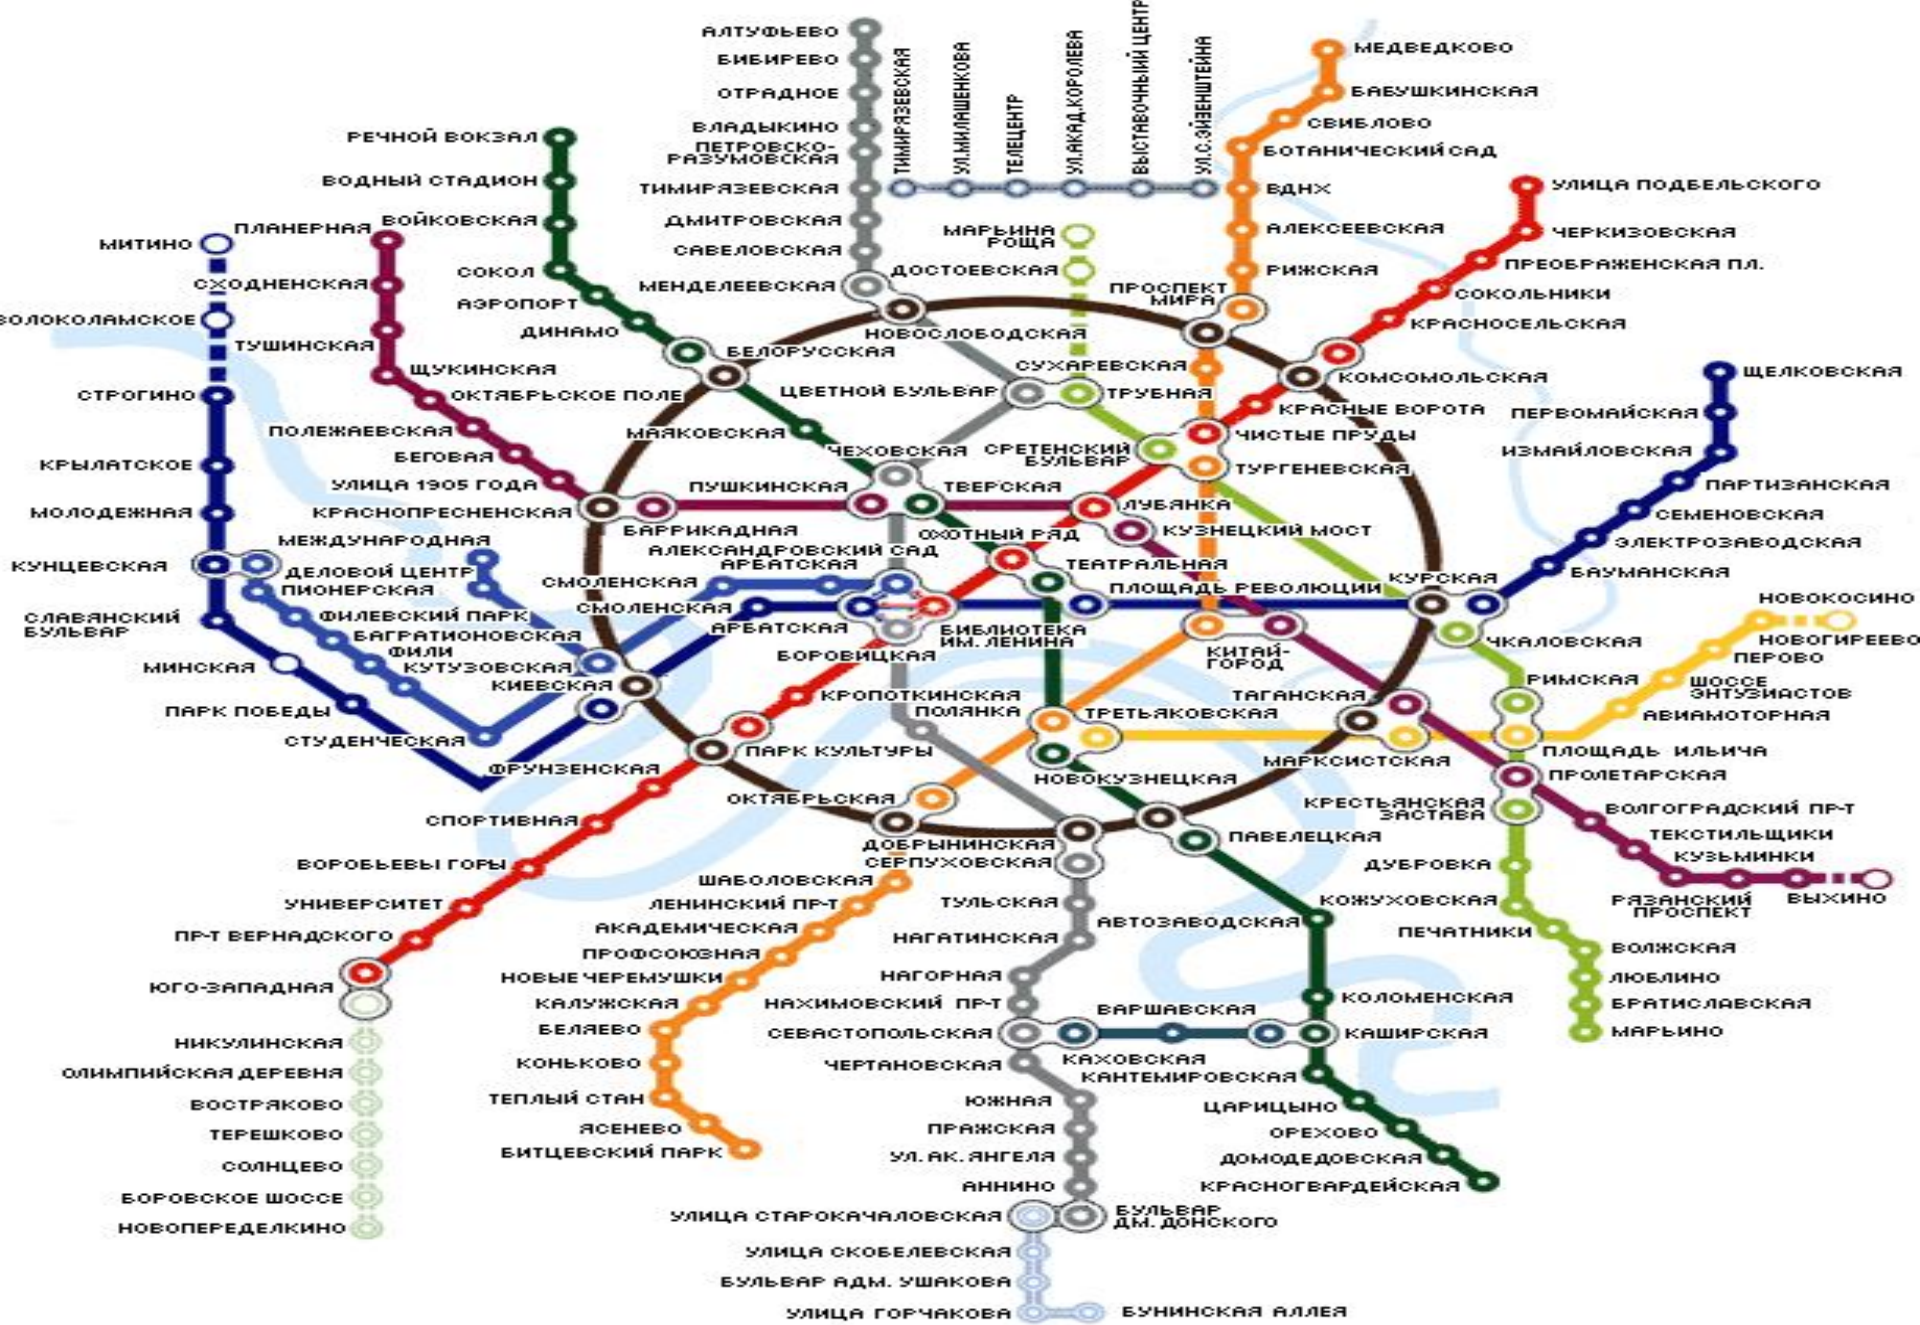 АЛТУФЬЕВО
БИБИРЕВО
ОТРАДНОЕ
ВЛАДЫКИНО
ПЕТРОВСКО-
РАЗУМОВСКАЯ
ТИМИРЯЗЕВСКАЯ
ДМИТРОВСКАЯ
САВЕЛОВСКАЯ
МЕНДЕЛЕЕВСКАЯ
ТИМИРЯЗЕВСКАЯ
УЛ.МИЛАШЕНКОВА
ТЕЛЕЦЕНТР
УЛ.АКАД.КОРОЛЕВА
ВЫСТАВОЧНЫЙ ЦЕНТР
УЛ.С.ЭЙЗЕНШТЕЙНА
МЕДВЕДКОВО
БАБУШКИНСКАЯ
СВИБЛОВО
БОТАНИЧЕСКИЙ САД
ВДНХ
АЛЕКСЕЕВСКАЯ
РИЖСКАЯ
ПРОСПЕКТ
МИРА
УЛИЦА ПОДБЕЛЬСКОГО
ЧЕРКИЗОВСКАЯ
ПРЕОБРАЖЕНСКАЯ ПЛ.
СОКОЛЬНИКИ
КРАСНОСЕЛЬСКАЯ
КОМСОМОЛЬСКАЯ
КРАСНЫЕ ВОРОТА
ЧИСТЫЕ ПРУДЫ
ТУРГЕНЕВСКАЯ
РЕЧНОЙ ВОКЗАЛ
ВОДНЫЙ СТАДИОН
ВОЙКОВСКАЯ
СОКОЛ
АЭРОПОРТ
ДИНАМО
БЕЛОРУССКАЯ
МАЯКОВСКАЯ
ПЛАНЕРНАЯ
СХОДНЕНСКАЯ
ТУШИНСКАЯ
ЩУКИНСКАЯ
ОКТЯБРЬСКОЕ ПОЛЕ
ПОЛЕЖАЕВСКАЯ
БЕГОВАЯ
УЛИЦА 1905 ГОДА
КРАСНОПРЕСНЕНСКАЯ
БАРРИКАДНАЯ
МИТИНО
ВОЛОКОЛАМСКОЕ
СТРОГИНО
КРЫЛАТСКОЕ
МОЛОДЕЖНАЯ
КУНЦЕВСКАЯ
СЛАВЯНСКИЙ
БУЛЬВАР
МИНСКАЯ
ПАРК ПОБЕДЫ
МЕЖДУНАРОДНАЯ
ДЕЛОВОЙ ЦЕНТР
ПИОНЕРСКАЯ
ФИЛЕВСКИЙ ПАРК
БАГРАТИОНОВСКАЯ
ФИЛИ
КУТУЗОВСКАЯ
СТУДЕНЧЕСКАЯ
КИЕВСКАЯ
МАРЬИНА
РОЩА
ДОСТОЕВСКАЯ
НОВОСЛОБОДСКАЯ
СУХАРЕВСКАЯ
ЦВЕТНОЙ БУЛЬВАР
ТРУБНАЯ
СРЕТЕНСКИЙ
БУЛЬВАР
ЧЕХОВСКАЯ
ПУШКИНСКАЯ
ТВЕРСКАЯ
ЛУБЯНКА
КУЗНЕЦКИЙ МОСТ
ОХОТНЫЙ РЯД
ТЕАТРАЛЬНАЯ
ПЛОЩАДЬ РЕВОЛЮЦИИ
АЛЕКСАНДРОВСКИЙ САД
АРБАТСКАЯ
СМОЛЕНСКАЯ
СМОЛЕНСКАЯ
АРБАТСКАЯ
БИБЛИОТЕКА
ИМ. ЛЕНИНА
БОРОВИЦКАЯ
КРОПОТКИНСКАЯ
ПОЛЯНКА
ПАРК КУЛЬТУРЫ
ФРУНЗЕНСКАЯ
СПОРТИВНАЯ
ВОРОБЬЕВЫ ГОРЫ
УНИВЕРСИТЕТ
ПР-Т ВЕРНАДСКОГО
ЮГО-ЗАПАДНАЯ
НИКУЛИНСКАЯ
ОЛИМПИЙСКАЯ ДЕРЕВНЯ
ВОСТРЯКОВО
ТЕРЕШКОВО
СОЛНЦЕВО
БОРОВСКОЕ ШОССЕ
НОВОПЕРЕДЕЛКИНО
ЩЕЛКОВСКАЯ
ПЕРВОМАЙСКАЯ
ИЗМАЙЛОВСКАЯ
ПАРТИЗАНСКАЯ
СЕМЕНОВСКАЯ
ЭЛЕКТРОЗАВОДСКАЯ
БАУМАНСКАЯ
КУРСКАЯ
ЧКАЛОВСКАЯ
НОВОКОСИНО
НОВОГИРЕЕВО
ПЕРОВО
ШОССЕ
ЭНТУЗИАСТОВ
АВИАМОТОРНАЯ
РИМСКАЯ
ПЛОЩАДЬ ИЛЬИЧА
КИТАЙ-
ГОРОД
ТАГАНСКАЯ
МАРКСИСТСКАЯ
ТРЕТЬЯКОВСКАЯ
НОВОКУЗНЕЦКАЯ
ПРОЛЕТАРСКАЯ
КРЕСТЬЯНСКАЯ
ЗАСТАВА
ВОЛГОГРАДСКИЙ ПР-Т
ТЕКСТИЛЬЩИКИ
КУЗЬМИНКИ
РЯЗАНСКИЙ
ПРОСПЕКТ
ВЫХИНО
ДУБРОВКА
КОЖУХОВСКАЯ
ПЕЧАТНИКИ
ВОЛЖСКАЯ
ЛЮБЛИНО
БРАТИСЛАВСКАЯ
МАРЬИНО
ОКТЯБРЬСКАЯ
ДОБРЫНИНСКАЯ
СЕРПУХОВСКАЯ
ПАВЕЛЕЦКАЯ
ШАБОЛОВСКАЯ
ЛЕНИНСКИЙ ПР-Т
АКАДЕМИЧЕСКАЯ
ПРОФСОЮЗНАЯ
НОВЫЕ ЧЕРЕМУШКИ
КАЛУЖСКАЯ
БЕЛЯЕВО
КОНЬКОВО
ТЕПЛЫЙ СТАН
ЯСЕНЕВО
БИТЦЕВСКИЙ ПАРК
ТУЛЬСКАЯ
НАГАТИНСКАЯ
НАГОРНАЯ
НАХИМОВСКИЙ ПР-Т
СЕВАСТОПОЛЬСКАЯ
ЧЕРТАНОВСКАЯ
ЮЖНАЯ
ПРАЖСКАЯ
УЛ. АК. ЯНГЕЛЯ
АННИНО
БУЛЬВАР
ДМ. ДОНСКОГО
УЛИЦА СТАРОКАЧАЛОВСКАЯ
УЛИЦА СКОБЕЛЕВСКАЯ
БУЛЬВАР АДМ. УШАКОВА
УЛИЦА ГОРЧАКОВА
БУНИНСКАЯ АЛЛЕЯ
АВТОЗАВОДСКАЯ
КОЛОМЕНСКАЯ
ВАРШАВСКАЯ
КАХОВСКАЯ
КАШИРСКАЯ
КАНТЕМИРОВСКАЯ
ЦАРИЦЫНО
ОРЕХОВО
ДОМОДЕДОВСКАЯ
КРАСНОГВАРДЕЙСКАЯ